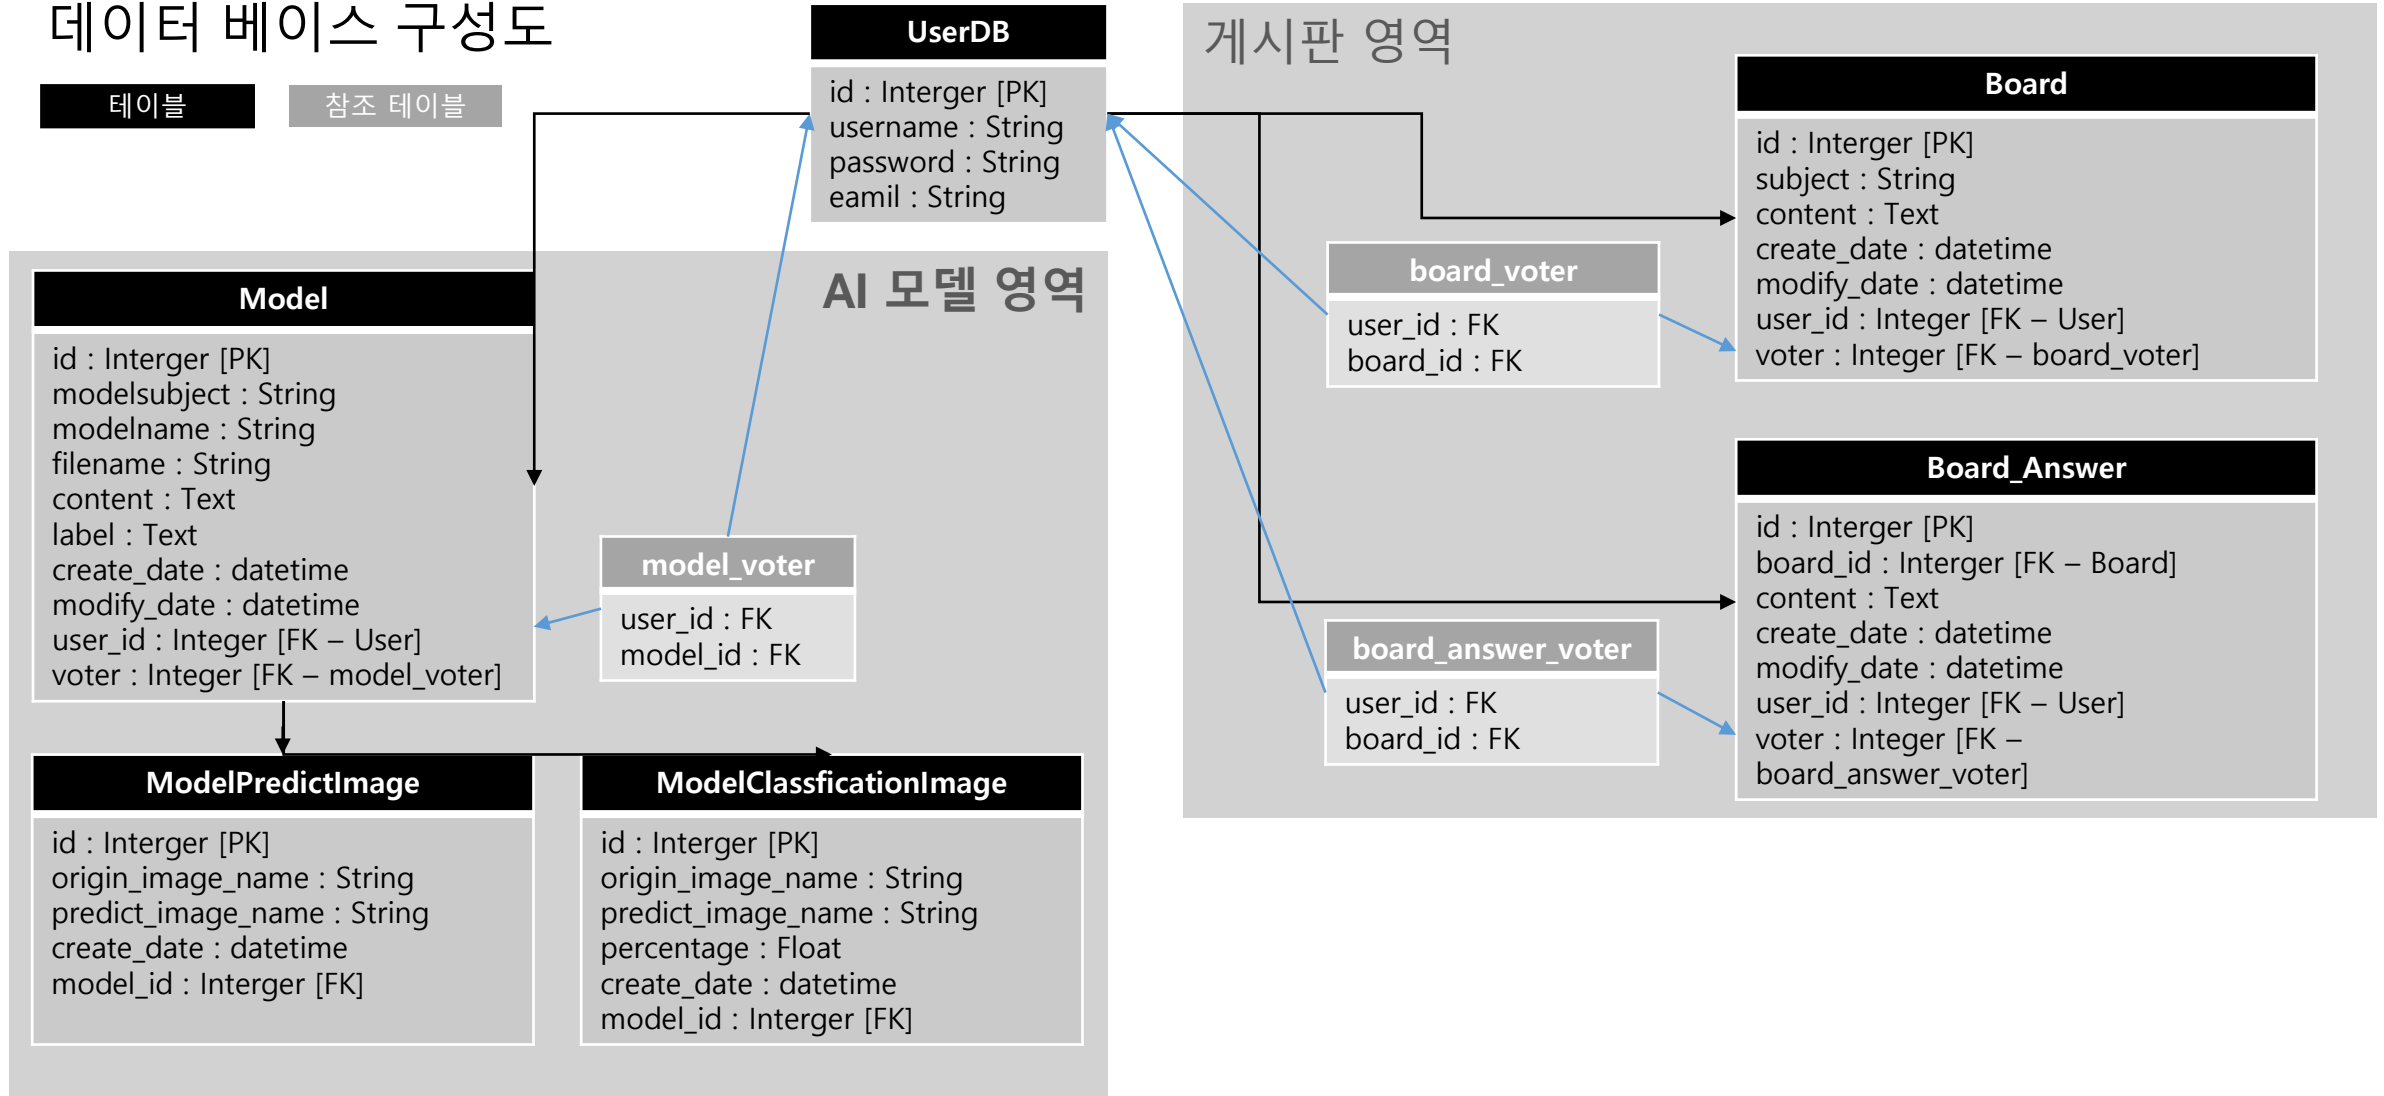 데이터 베이스 구성도
테이블
참조 테이블
UserDB
id : Interger [PK]
username : String
password : String
eamil : String
게시판 영역
Board
id : Interger [PK]
subject : String
content : Text
create_date : datetime
modify_date : datetime
user_id : Integer [FK – User]
voter : Integer [FK – board_voter]
board_voter
user_id : FK
board_id : FK
Board_Answer
id : Interger [PK]
board_id : Interger [FK – Board]
content : Text
create_date : datetime
modify_date : datetime
user_id : Integer [FK – User]
voter : Integer [FK –
board_answer_voter]
board_answer_voter
user_id : FK
board_id : FK
AI 모델 영역
Model
id : Interger [PK]
modelsubject : String
modelname : String
filename : String
content : Text
label : Text
create_date : datetime
modify_date : datetime
user_id : Integer [FK – User]
voter : Integer [FK – model_voter]
model_voter
user_id : FK
model_id : FK
ModelPredictImage
id : Interger [PK]
origin_image_name : String
predict_image_name : String
create_date : datetime
model_id : Interger [FK]
ModelClassficationImage
id : Interger [PK]
origin_image_name : String
predict_image_name : String
percentage : Float
create_date : datetime
model_id : Interger [FK]